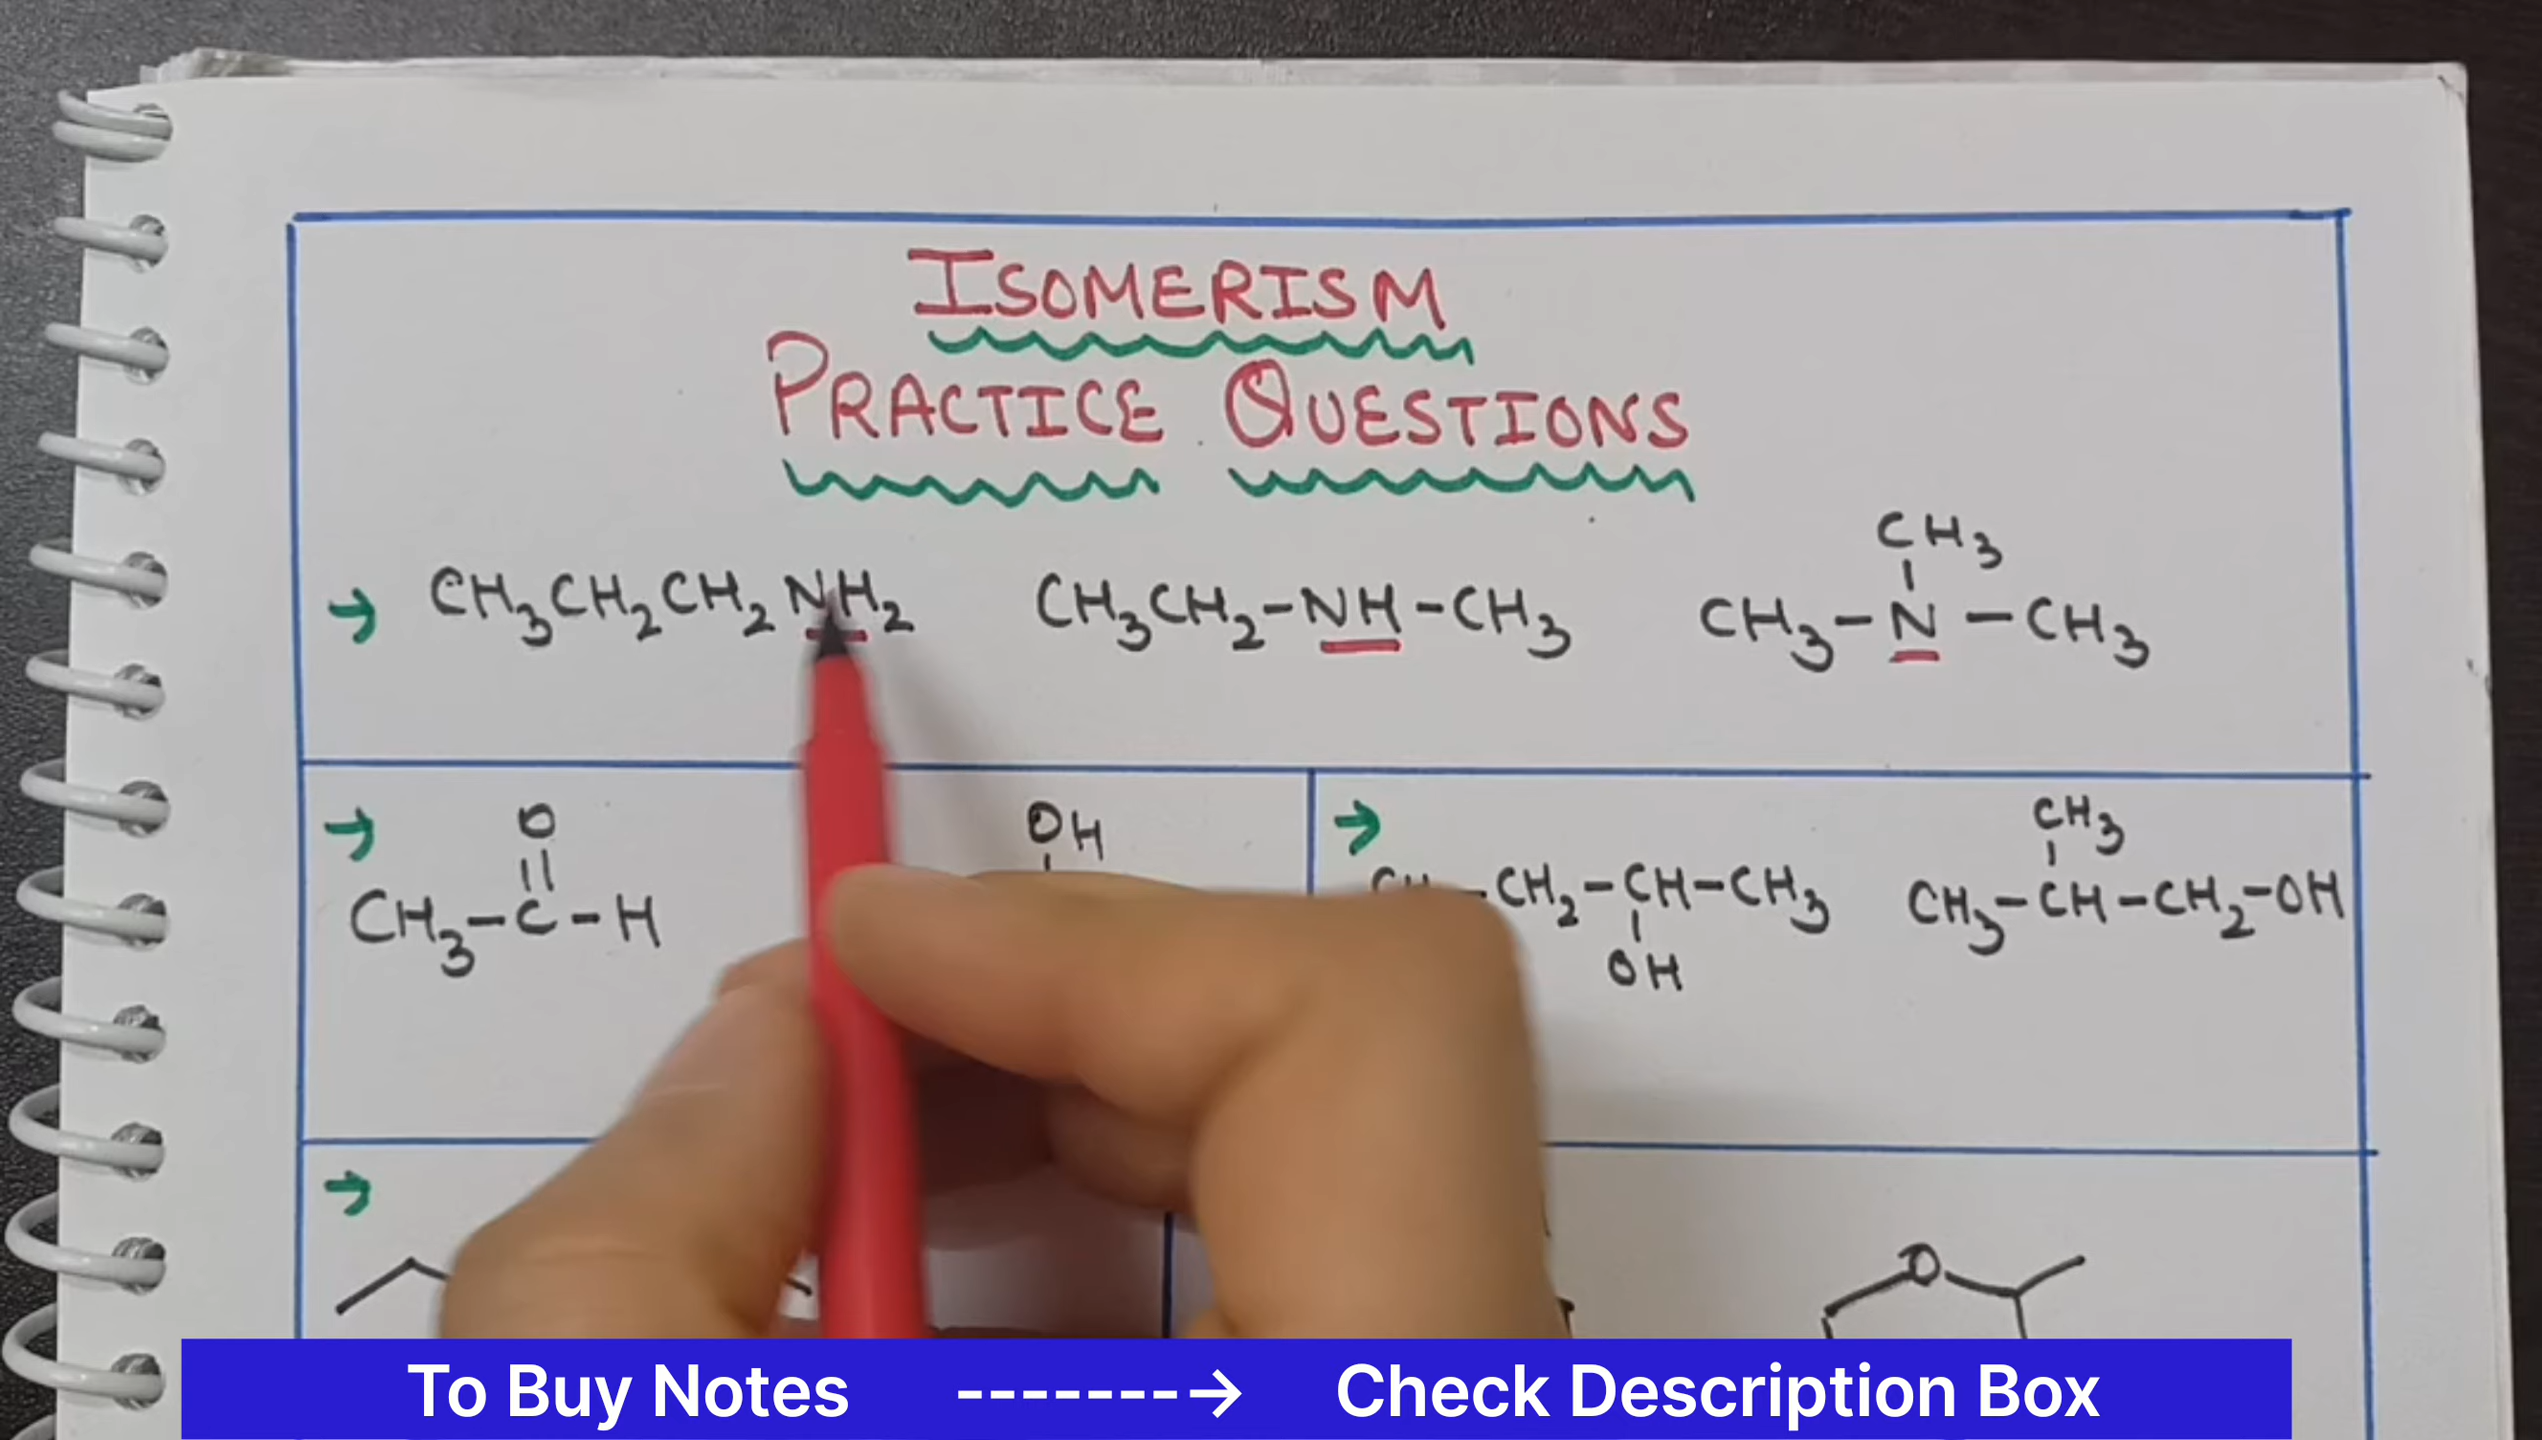 ISOMERISM
PRACTICE QUESTIONS
→ CH₃CH₂CH₂NH₂ CH₃CH₂-NH-CH₃ CH₃-N-CH₃
CH₃
→ O
CH₃-C-H
OH
→ CH₂-CH-CH₃
OH
CH₃
CH₃-CH-CH₂-OH
→
O
To Buy Notes -------→ Check Description Box